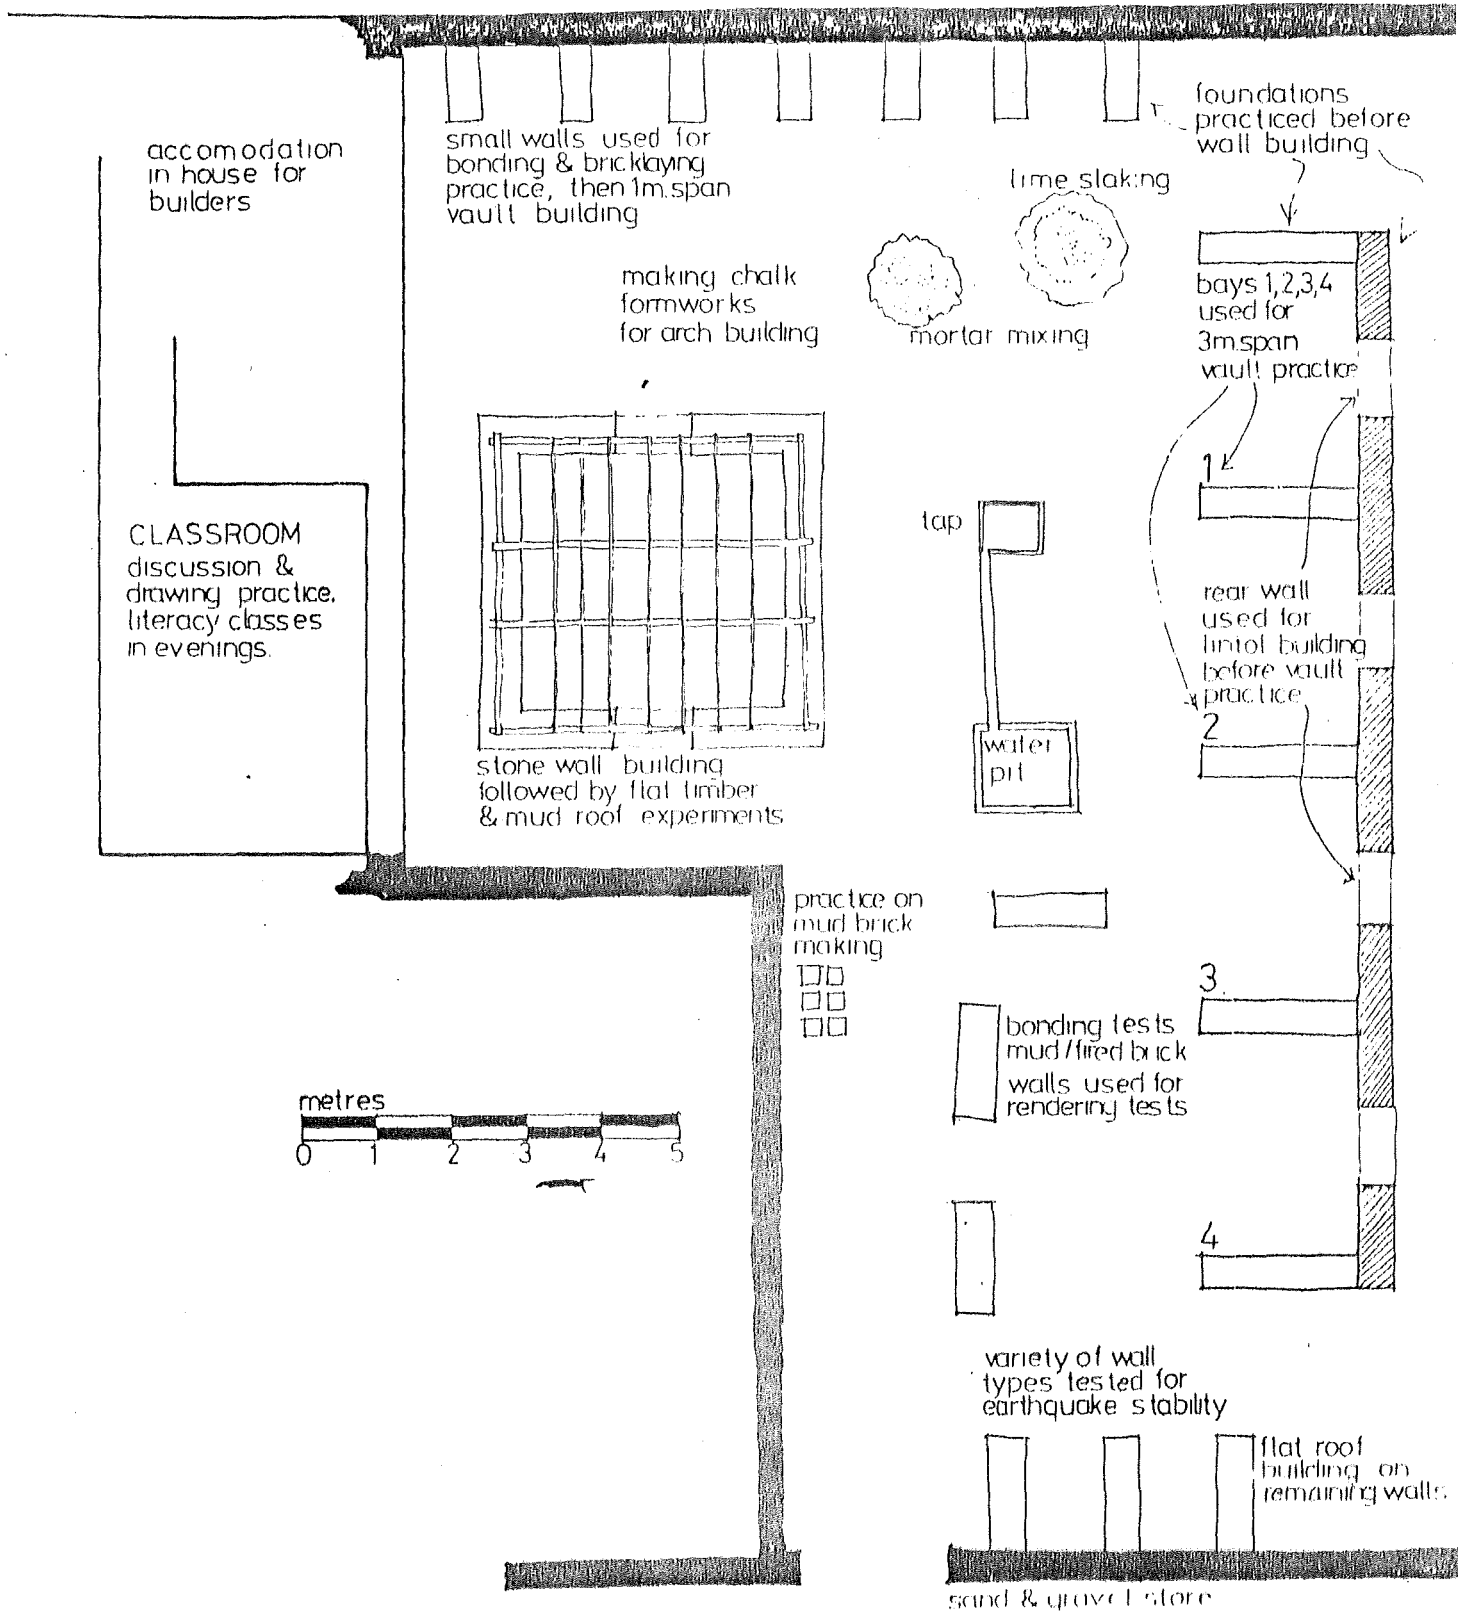 accomodation
in house for
builders
small walls used for
bonding & bricklaying
practice, then 1m.span
vault building
foundations
practiced before
wall building
lime slaking
making chalk
formworks
for arch building
mortar mixing
bays 1,2,3,4
used for
3m.span
vault practice
1
tap
CLASSROOM
discussion &
drawing practice.
literacy classes
in evenings.
rear wall
used for
lintol building
before vault
practice
2
water
pit
stone wall building
followed by flat timber
& mud roof experiments
practice on
mud brick
making
3
bonding tests
mud/fired brick
walls used for
rendering tests
metres
0 1 2 3 4 5
4
variety of wall
types tested for
earthquake stability
flat roof
building on
remaining walls
sand & gravel store